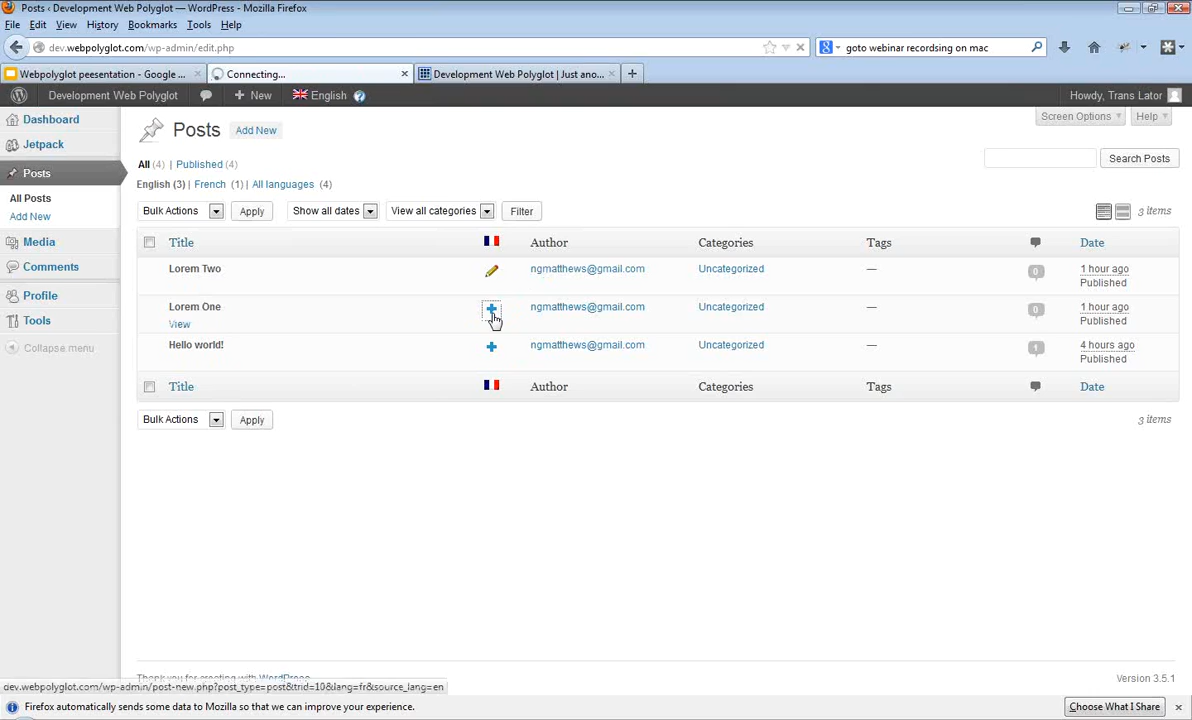 Posts ‹ Development Web Polyglot — WordPress - Mozilla Firefox
File Edit View History Bookmarks Tools Help
dev.webpolyglot.com/wp-admin/edit.php
goto webinar recordsing on mac
Webpolyglot peesentation - Google ...
Connecting...
Development Web Polyglot | Just ano...
Development Web Polyglot New English Howdy, Trans Lator
Dashboard
Jetpack
Posts
All Posts
Add New
Media
Comments
Profile
Tools
Collapse menu
Posts Add New
Screen Options Help
All (4) | Published (4)
Search Posts
English (3) | French (1) | All languages (4)
Bulk Actions Apply Show all dates View all categories Filter 3 items
Title Author Categories Tags Date
Lorem Two ngmatthews@gmail.com Uncategorized — 0 1 hour ago
Published
Lorem One ngmatthews@gmail.com Uncategorized — 0 1 hour ago
View Published
Hello world! ngmatthews@gmail.com Uncategorized — 1 4 hours ago
Published
Title Author Categories Tags Date
Bulk Actions Apply 3 items
Thank you for creating with WordPress
Version 3.5.1
dev.webpolyglot.com/wp-admin/post-new.php?post_type=post&trid=10&lang=fr&source_lang=en
Firefox automatically sends some data to Mozilla so that we can improve your experience.
Choose What I Share